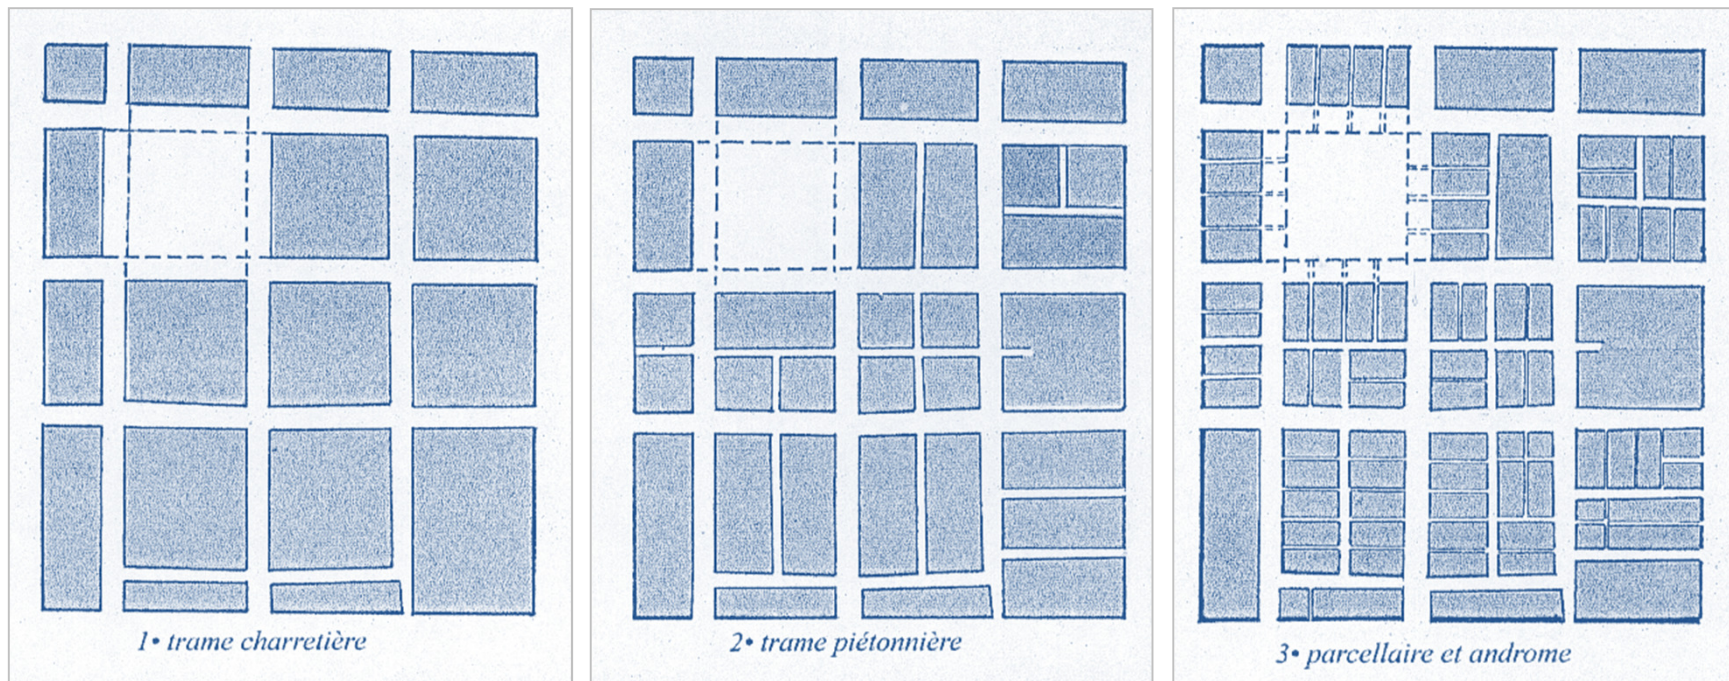 1• trame charretière
2• trame piétonnière
3• parcellaire et androme